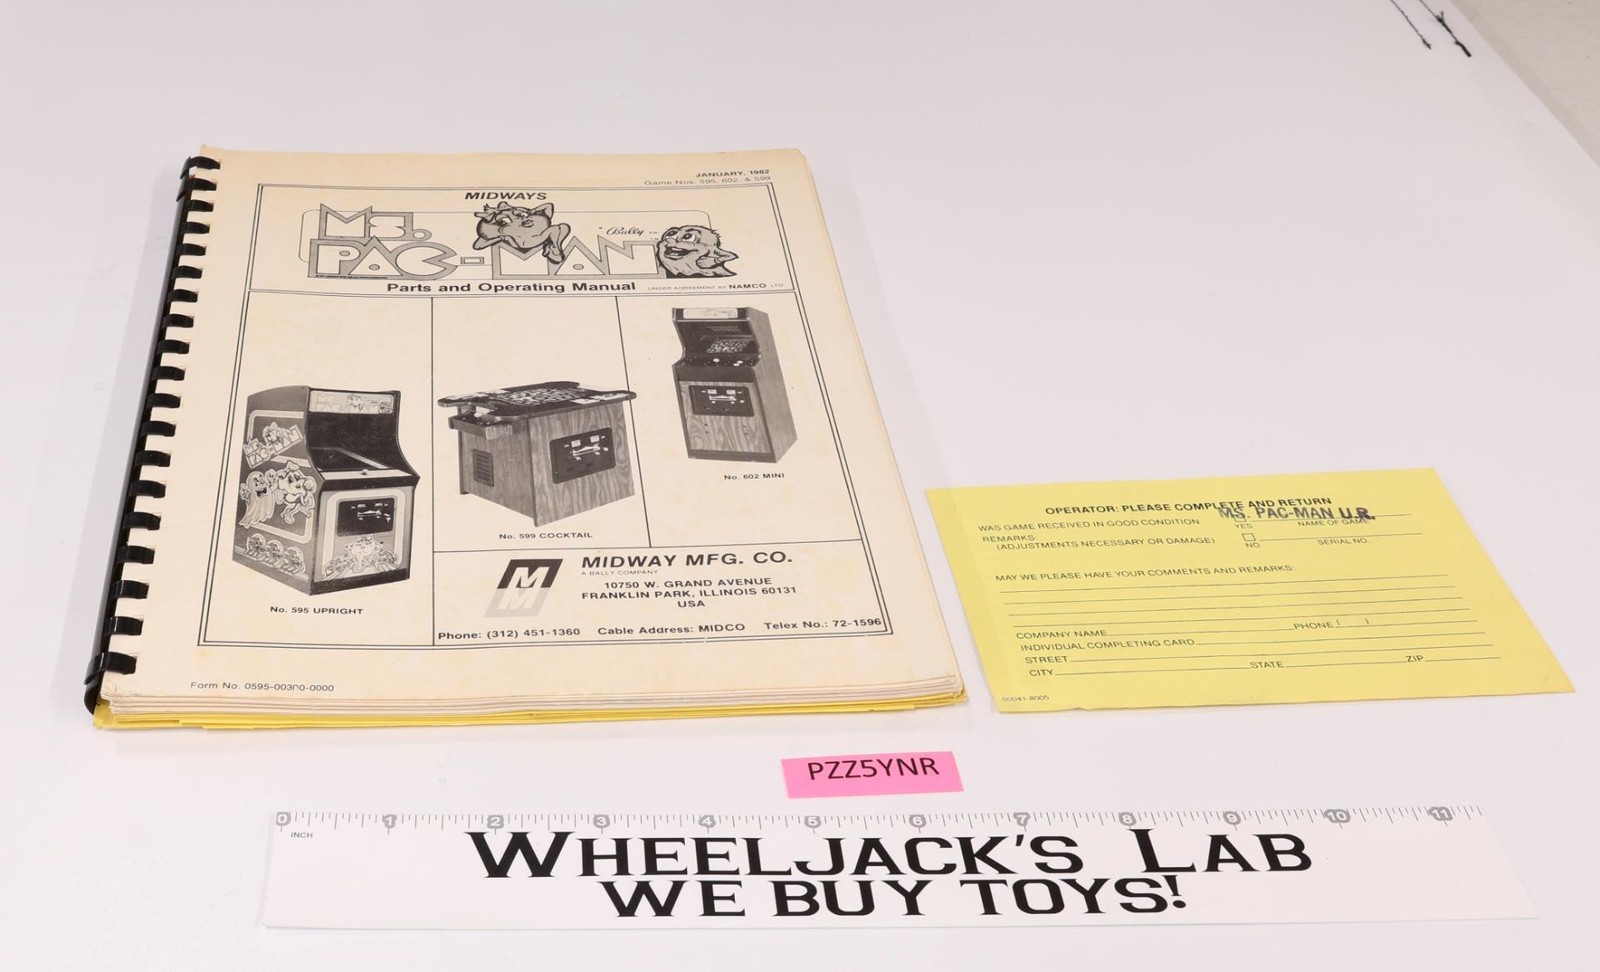 JANUARY, 1982
Game Nos. 595, 602, & 599
MIDWAYS
MS.
PAC-MAN
Bally
Parts and Operating Manual UNDER AGREEMENT BY NAMCO LTD.
No. 602 MINI
No. 599 COCKTAIL
No. 595 UPRIGHT
MIDWAY MFG. CO.
A BALLY COMPANY
10750 W. GRAND AVENUE
FRANKLIN PARK, ILLINOIS 60131
USA
Phone: (312) 451-1360 Cable Address: MIDCO Telex No.: 72-1596
Form No. 0595-00300-0000
OPERATOR: PLEASE COMPLETE AND RETURN
MS. PAC-MAN U.R.
WAS GAME RECEIVED IN GOOD CONDITION YES NAME OF GAME
REMARKS:
(ADJUSTMENTS NECESSARY OR DAMAGE) NO SERIAL NO.
MAY WE PLEASE HAVE YOUR COMMENTS AND REMARKS:
COMPANY NAME PHONE ( )
INDIVIDUAL COMPLETING CARD
STREET
CITY STATE ZIP
00041-8005
PZZ5YNR
0 1 2 3 4 5 6 7 8 9 10 11
INCH
WHEELJACK'S LAB
WE BUY TOYS!